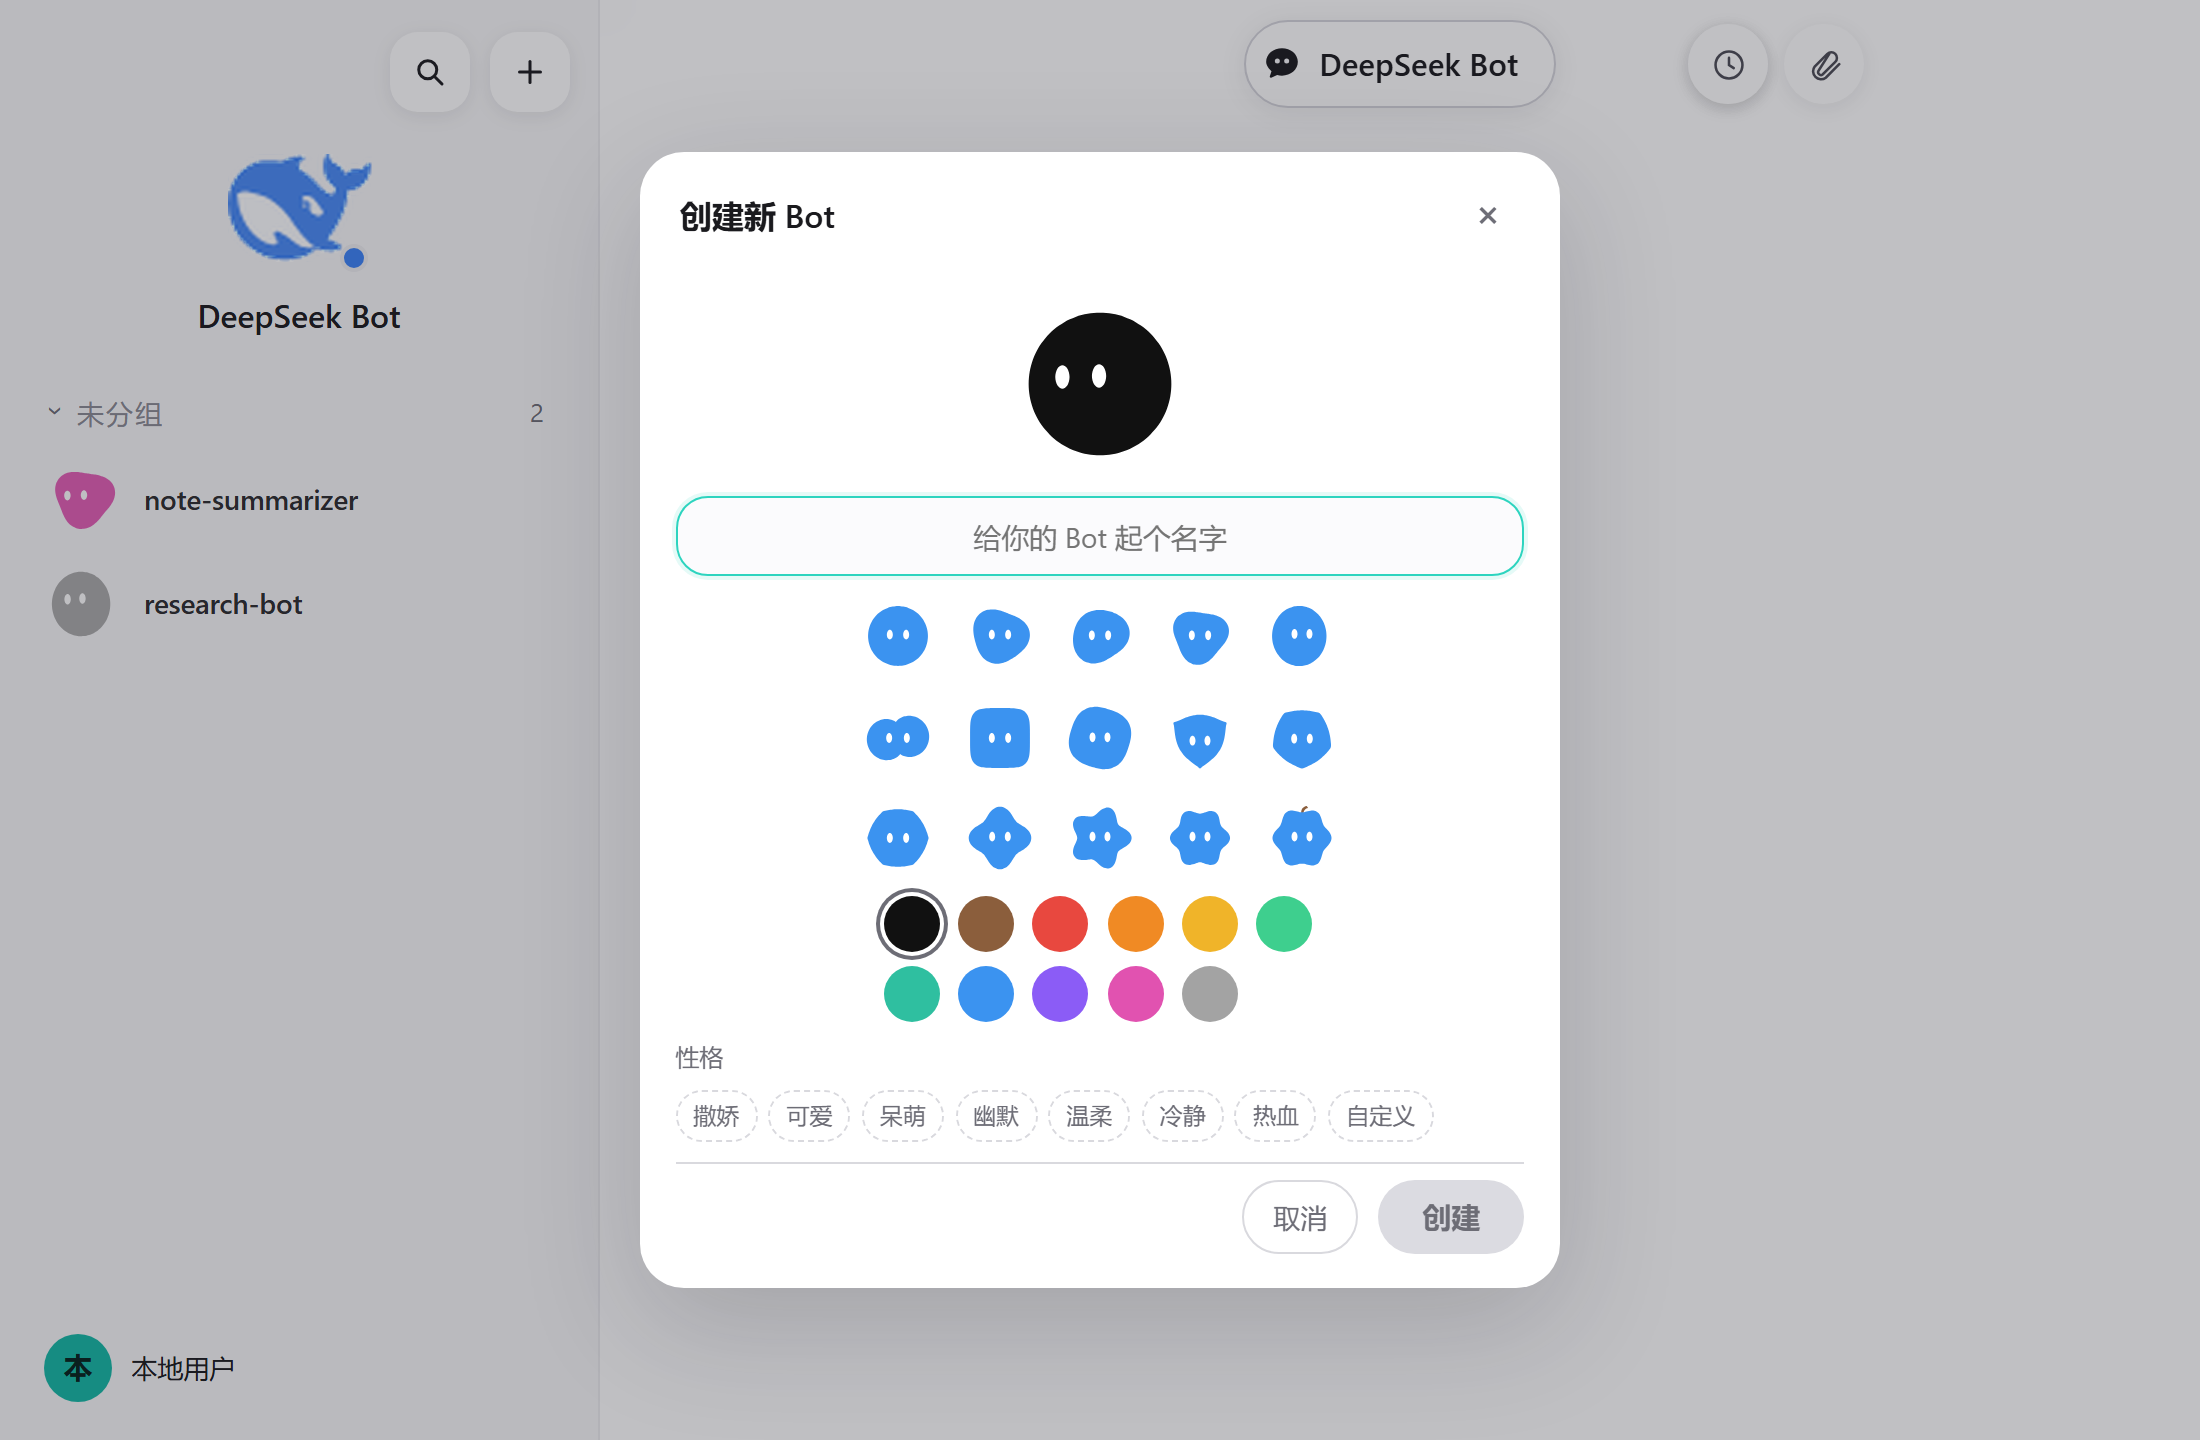 DeepSeek Bot
DeepSeek Bot
未分组 2
note-summarizer
research-bot
本 本地用户
创建新 Bot
给你的 Bot 起个名字
性格
撒娇 可爱 呆萌 幽默 温柔 冷静 热血 自定义
取消 创建